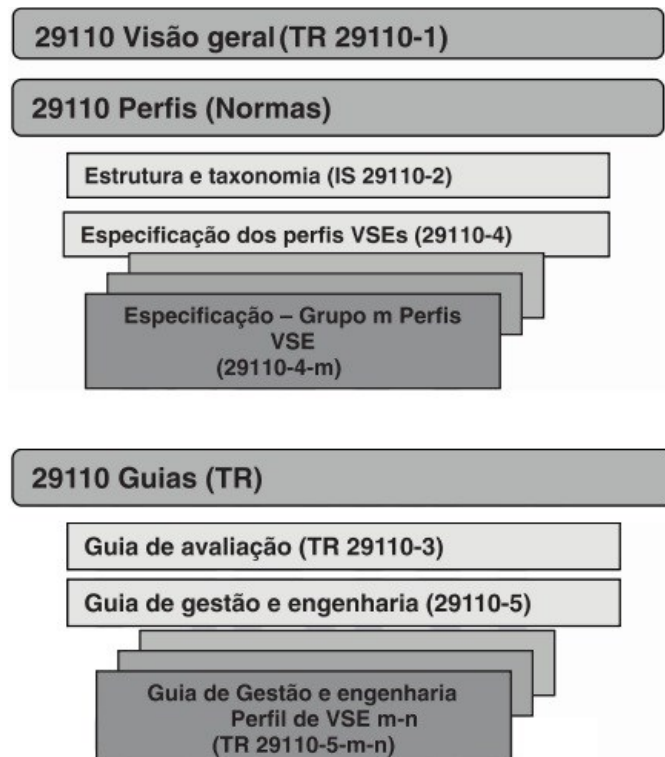 29110 Visão geral (TR 29110-1)
29110 Perfis (Normas)
Estrutura e taxonomia (IS 29110-2)
Especificação dos perfis VSEs (29110-4)
Especificação – Grupo m Perfis
VSE
(29110-4-m)
29110 Guias (TR)
Guia de avaliação (TR 29110-3)
Guia de gestão e engenharia (29110-5)
Guia de Gestão e engenharia
Perfil de VSE m-n
(TR 29110-5-m-n)